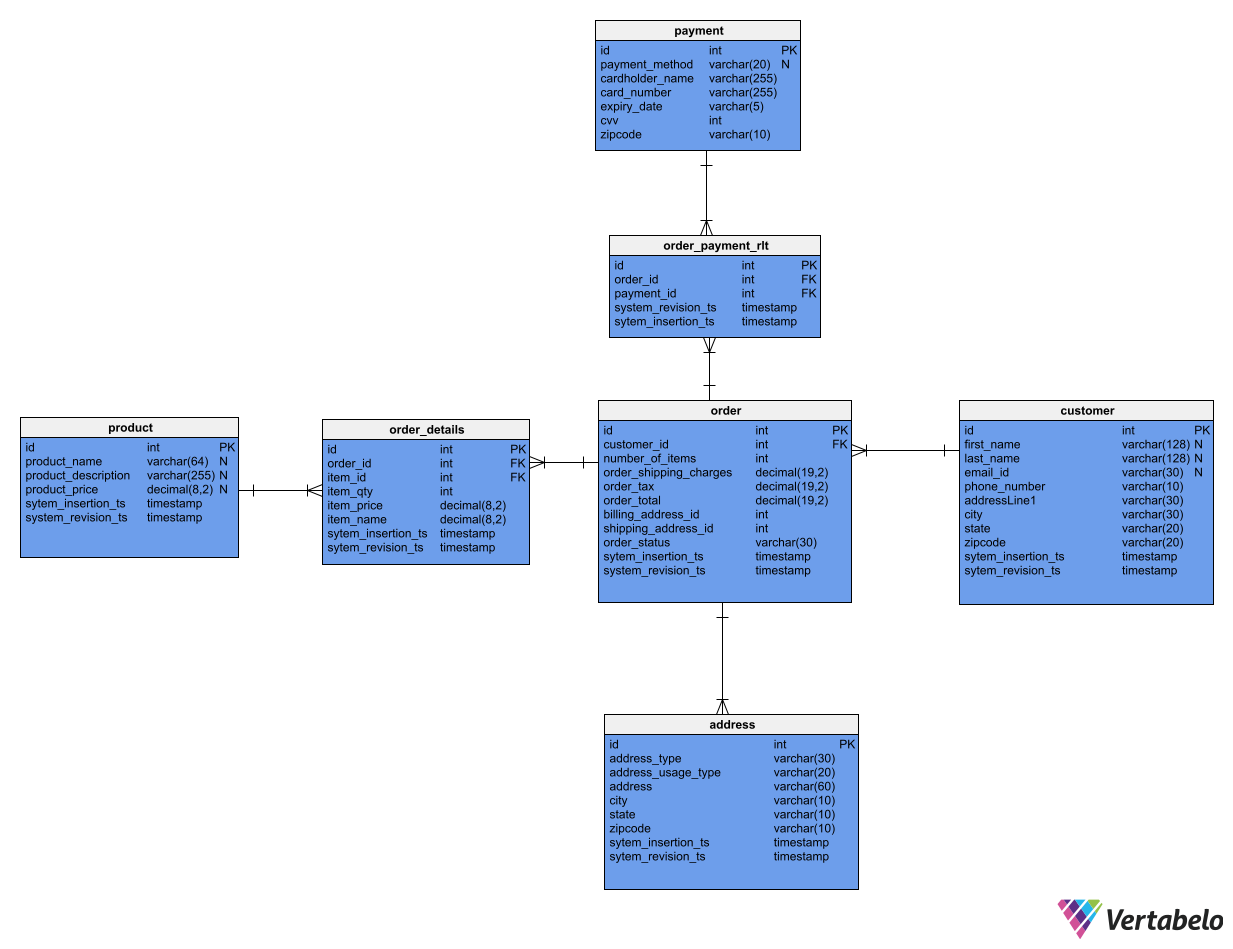 payment
id int PK
payment_method varchar(20) N
cardholder_name varchar(255)
card_number varchar(255)
expiry_date varchar(5)
cvv int
zipcode varchar(10)
order_payment_rlt
id int PK
order_id int FK
payment_id int FK
system_revision_ts timestamp
sytem_insertion_ts timestamp
product
id int PK
product_name varchar(64) N
product_description varchar(255) N
product_price decimal(8,2) N
sytem_insertion_ts timestamp
system_revision_ts timestamp
order_details
id int PK
order_id int FK
item_id int FK
item_qty int
item_price decimal(8,2)
item_name decimal(8,2)
sytem_insertion_ts timestamp
sytem_revision_ts timestamp
order
id int PK
customer_id int FK
number_of_items int
order_shipping_charges decimal(19,2)
order_tax decimal(19,2)
order_total decimal(19,2)
billing_address_id int
shipping_address_id int
order_status varchar(30)
sytem_insertion_ts timestamp
system_revision_ts timestamp
customer
id int PK
first_name varchar(128) N
last_name varchar(128) N
email_id varchar(30) N
phone_number varchar(10)
addressLine1 varchar(30)
city varchar(30)
state varchar(20)
zipcode varchar(20)
sytem_insertion_ts timestamp
sytem_revision_ts timestamp
address
id int PK
address_type varchar(30)
address_usage_type varchar(20)
address varchar(60)
city varchar(10)
state varchar(10)
zipcode varchar(10)
sytem_insertion_ts timestamp
sytem_revision_ts timestamp
Vertabelo